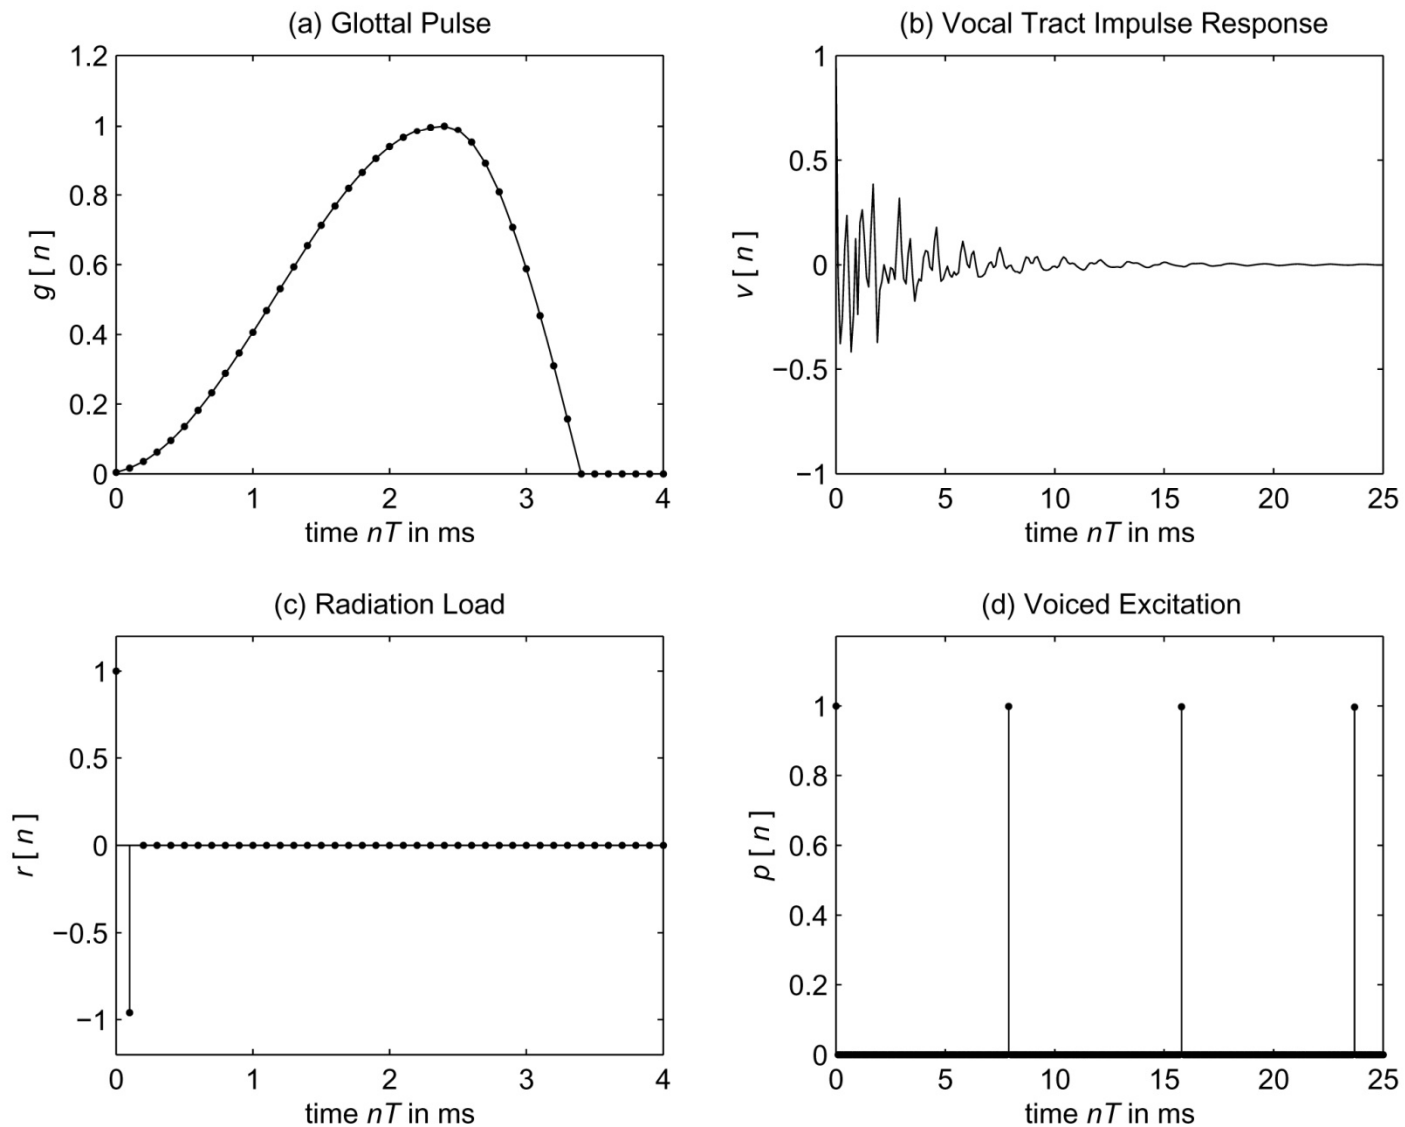 (a) Glottal Pulse
1.2
1
0.8
0.6
0.4
0.2
0
g [ n ]
0 1 2 3 4
time nT in ms
(b) Vocal Tract Impulse Response
1
0.5
0
−0.5
−1
v [ n ]
0 5 10 15 20 25
time nT in ms
(c) Radiation Load
1
0.5
0
−0.5
−1
r [ n ]
0 1 2 3 4
time nT in ms
(d) Voiced Excitation
1
0.8
0.6
0.4
0.2
0
p [ n ]
0 5 10 15 20 25
time nT in ms